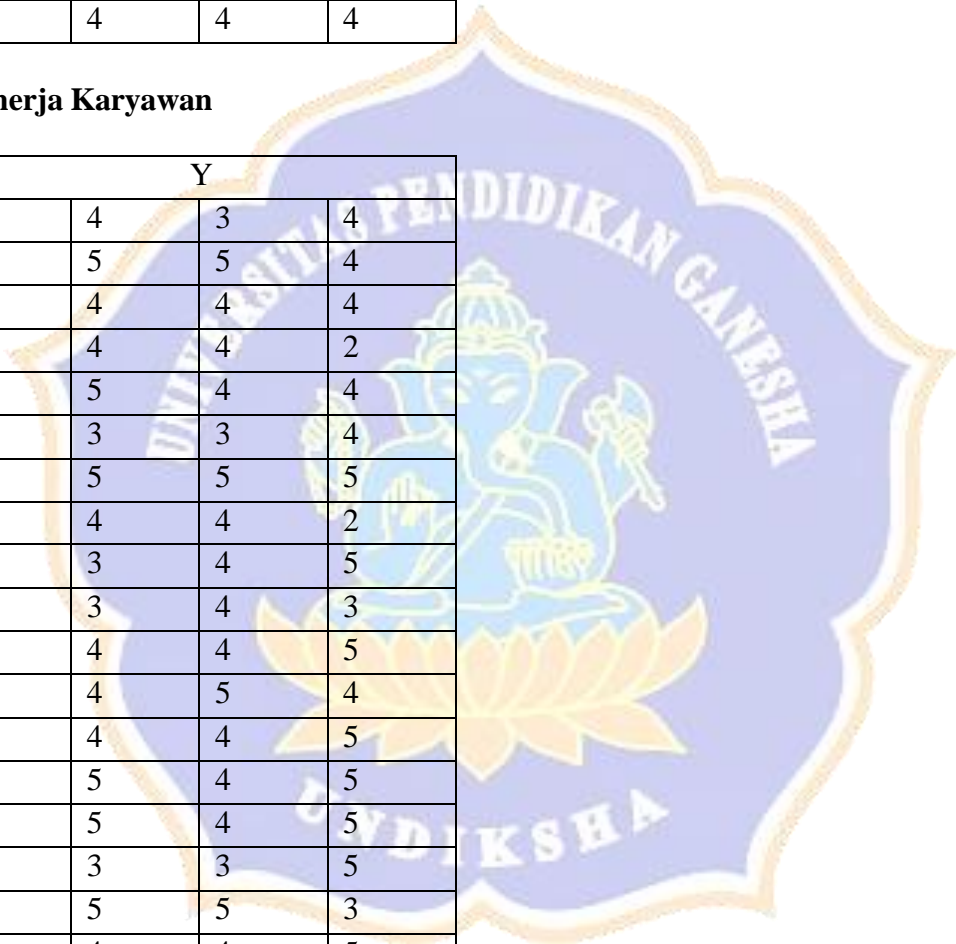 4 4 4
nerja Karyawan
Y
4 3 4
5 5 4
4 4 4
4 4 2
5 4 4
3 3 4
5 5 5
4 4 2
3 4 5
3 4 3
4 4 5
4 5 4
4 4 5
5 4 5
5 4 5
3 3 5
5 5 3
UNIVERSITAS PENDIDIKAN GANESHA
UNDIKSHA